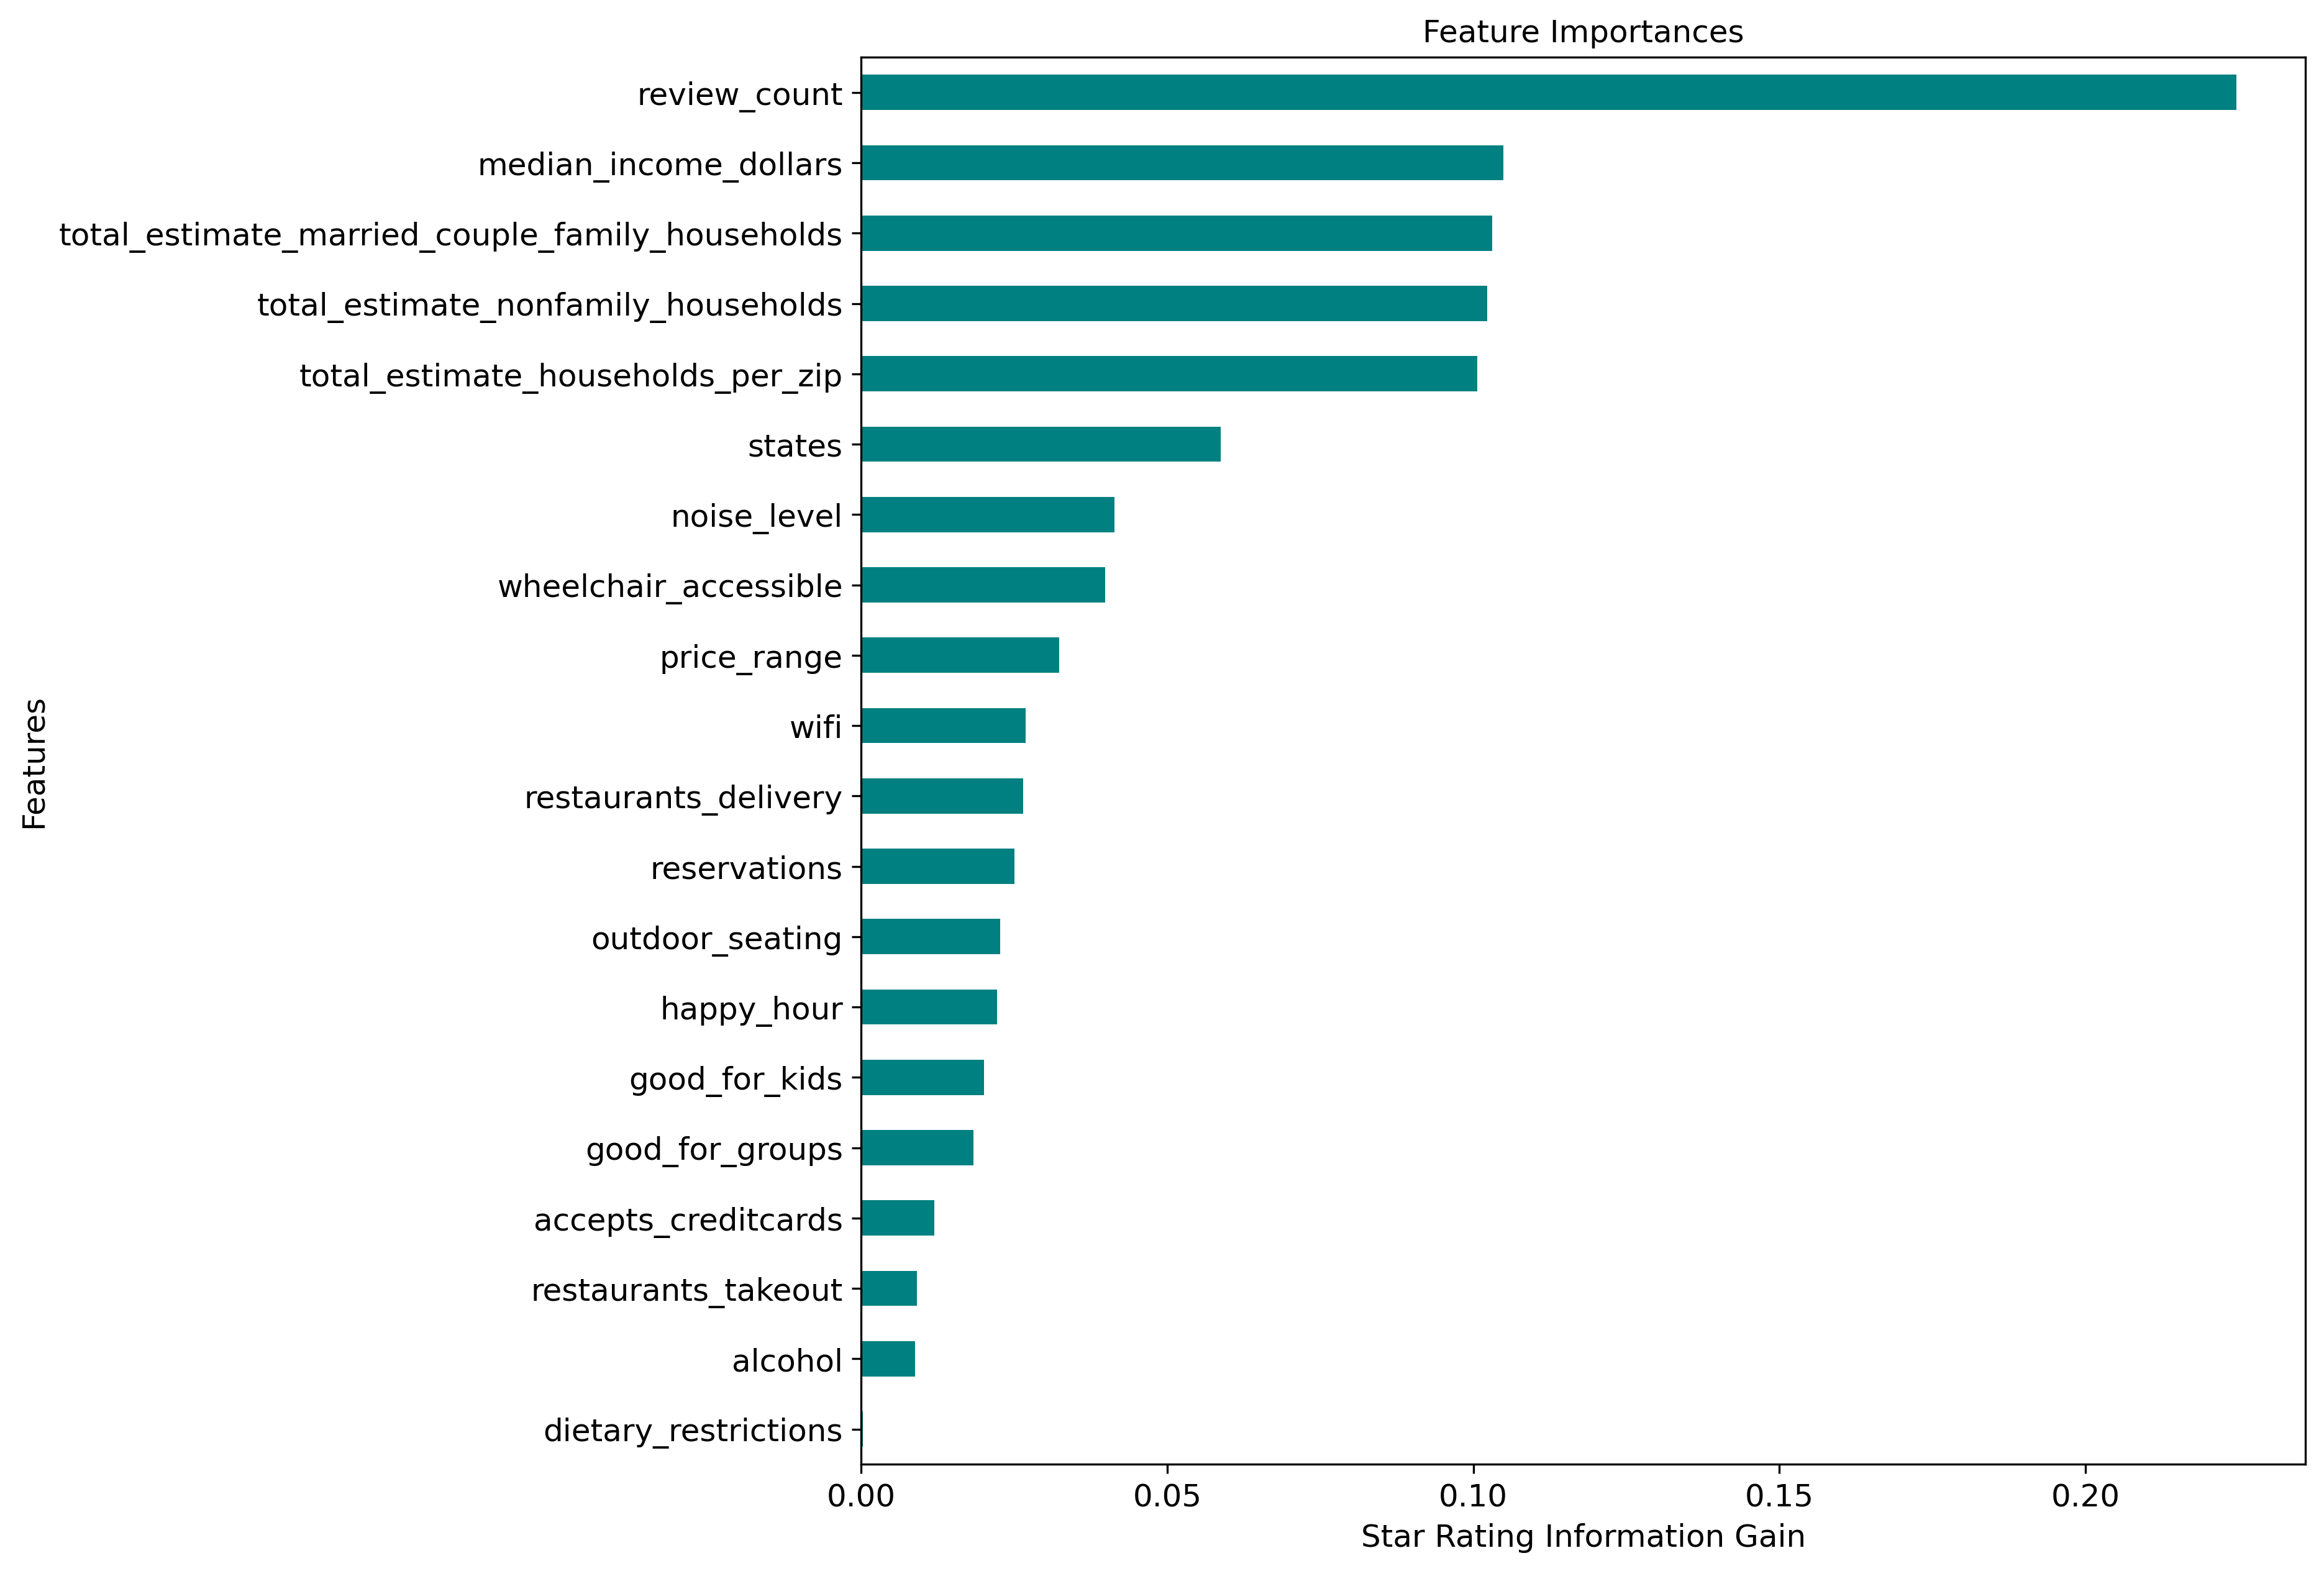 Feature Importances
review_count
median_income_dollars
total_estimate_married_couple_family_households
total_estimate_nonfamily_households
total_estimate_households_per_zip
states
noise_level
wheelchair_accessible
price_range
wifi
restaurants_delivery
reservations
outdoor_seating
happy_hour
good_for_kids
good_for_groups
accepts_creditcards
restaurants_takeout
alcohol
dietary_restrictions
Features
0.00 0.05 0.10 0.15 0.20
Star Rating Information Gain